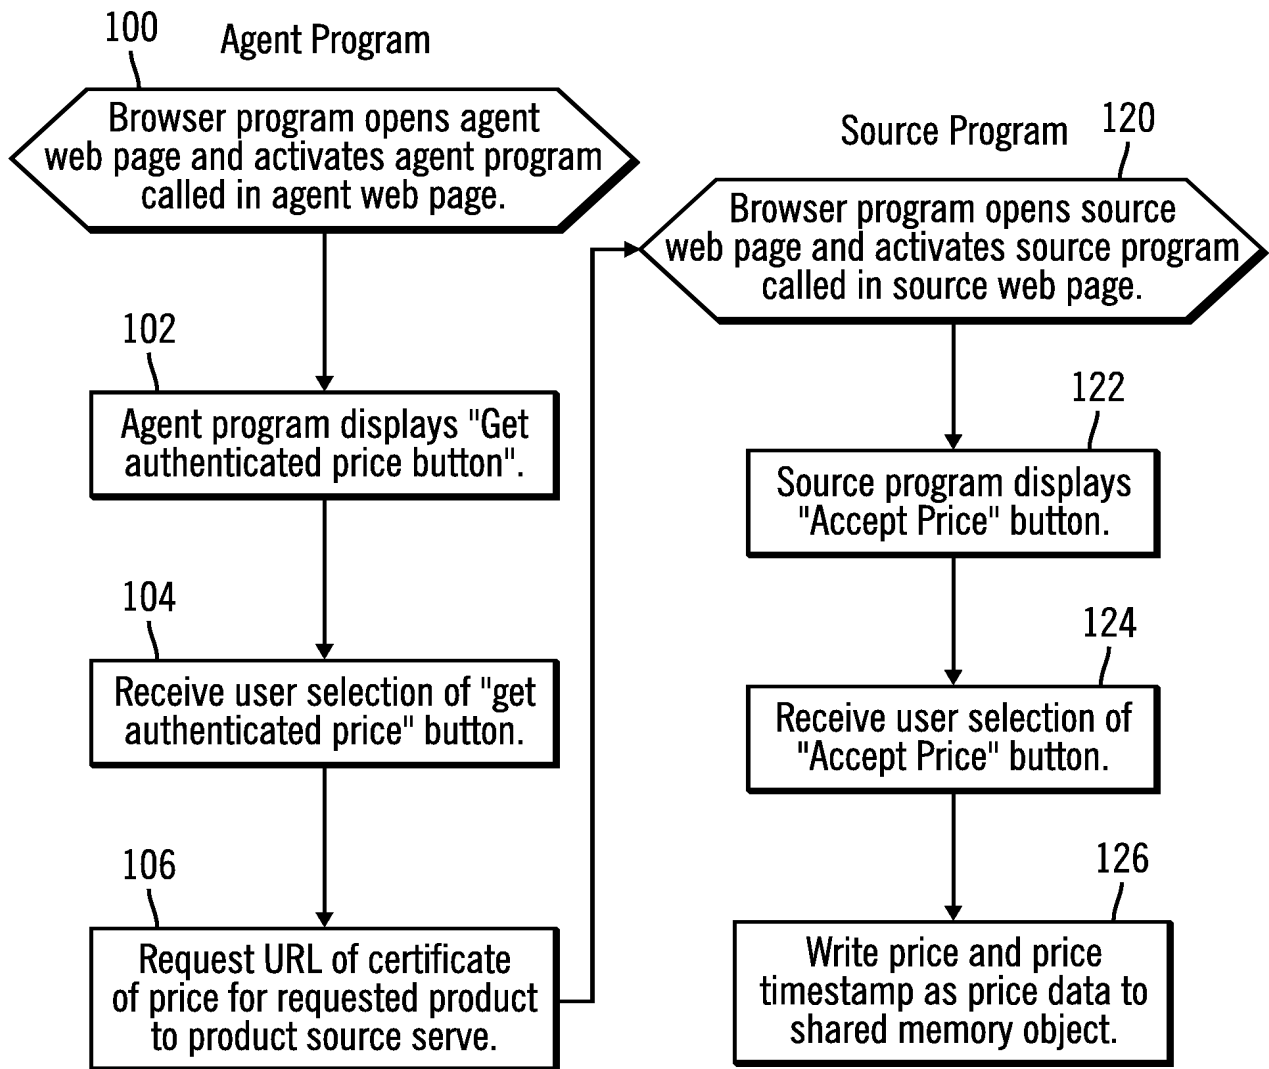 100
Agent Program
Browser program opens agent
web page and activates agent program
called in agent web page.
102
Agent program displays "Get
authenticated price button".
104
Receive user selection of "get
authenticated price" button.
106
Request URL of certificate
of price for requested product
to product source serve.
Source Program
120
Browser program opens source
web page and activates source program
called in source web page.
122
Source program displays
"Accept Price" button.
124
Receive user selection of
"Accept Price" button.
126
Write price and price
timestamp as price data to
shared memory object.